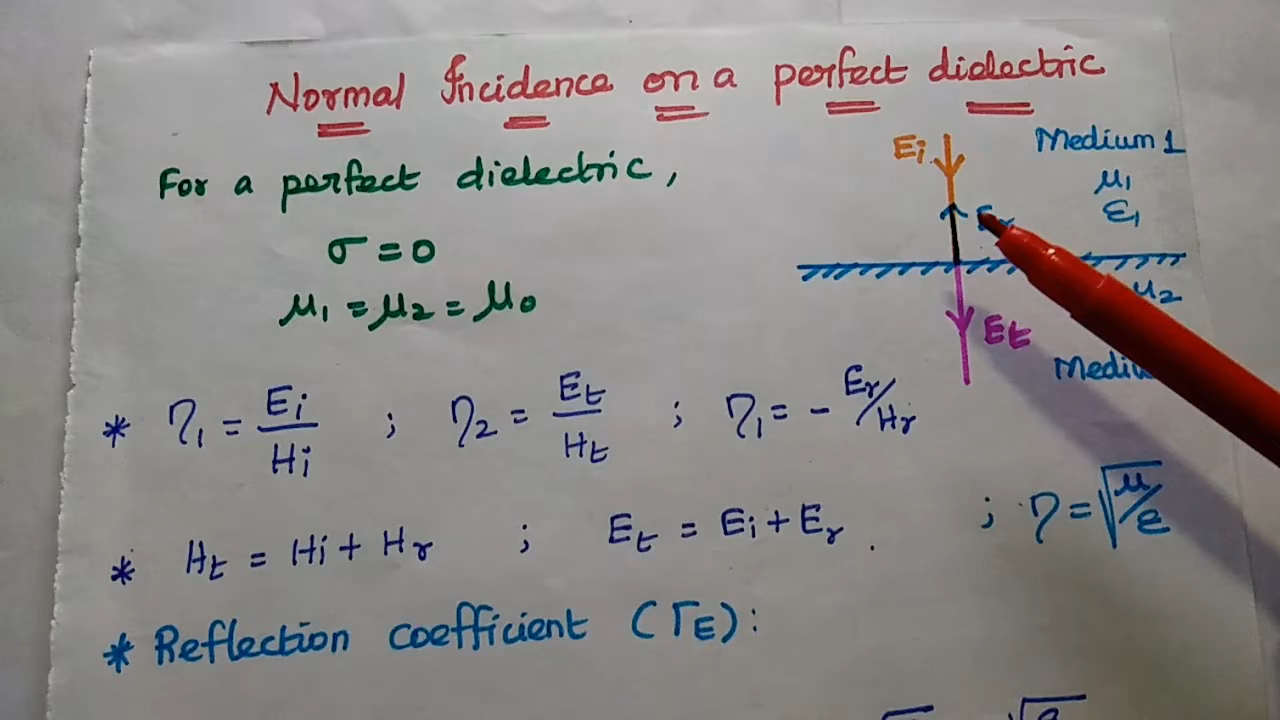 Normal Incidence on a perfect dielectric
For a perfect dielectric,
σ = 0
μ1 = μ2 = μ0
Ei
Medium 1
μ1
ε1
μ2
Et
* η1 = Ei/Hi ; η2 = Et/Ht ; η1 = - Er/Hr
* Ht = Hi + Hr ; Et = Ei + Er . ; η = √μ/ε
* Reflection coefficient (ΓE):